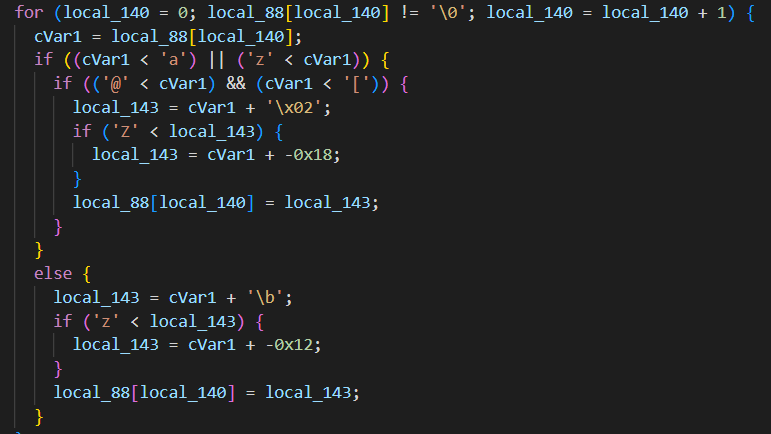 for (local_140 = 0; local_88[local_140] != '\0'; local_140 = local_140 + 1) {
cVar1 = local_88[local_140];
if ((cVar1 < 'a') || ('z' < cVar1)) {
if (('@' < cVar1) && (cVar1 < '[')) {
local_143 = cVar1 + '\x02';
if ('Z' < local_143) {
local_143 = cVar1 + -0x18;
}
local_88[local_140] = local_143;
}
}
else {
local_143 = cVar1 + '\b';
if ('z' < local_143) {
local_143 = cVar1 + -0x12;
}
local_88[local_140] = local_143;
}